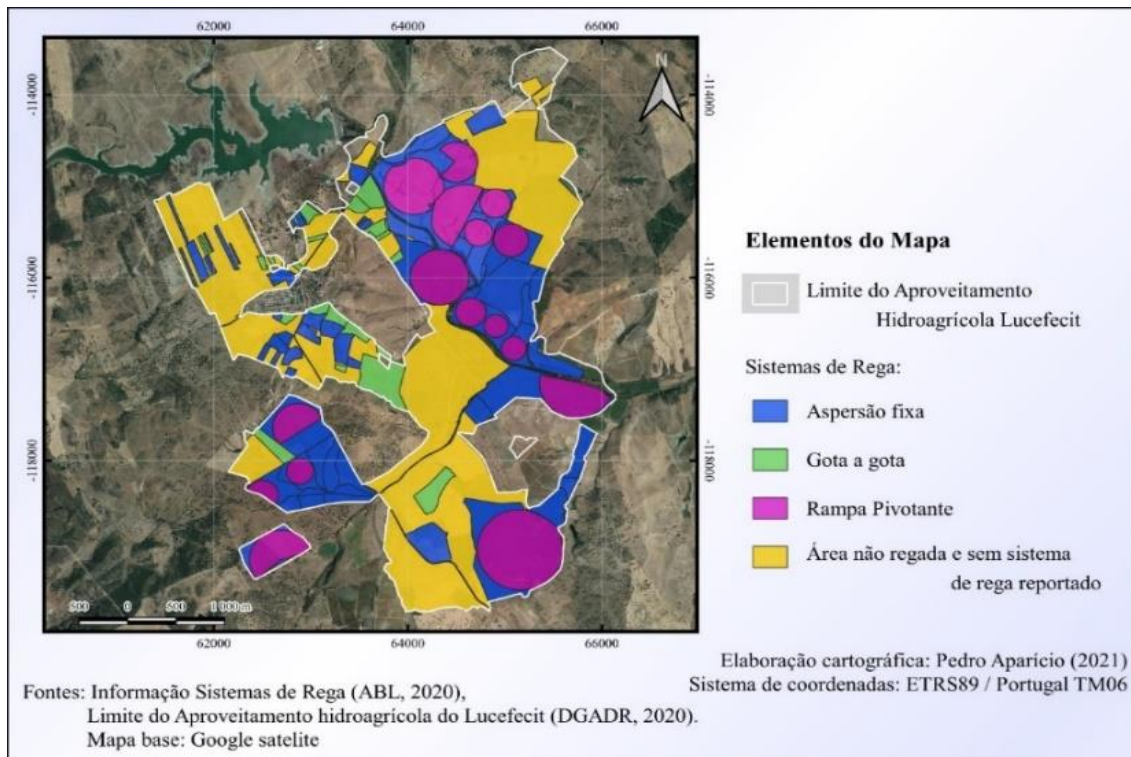 62000 64000 66000
N
-114000 -114000
-116000 -116000
-118000 -118000
500 0 500 1 000 m
62000 64000 66000
Elementos do Mapa
Limite do Aproveitamento
Hidroagrícola Lucefecit
Sistemas de Rega:
Aspersão fixa
Gota a gota
Rampa Pivotante
Área não regada e sem sistema
de rega reportado
Elaboração cartográfica: Pedro Aparício (2021)
Sistema de coordenadas: ETRS89 / Portugal TM06
Fontes: Informação Sistemas de Rega (ABL, 2020),
Limite do Aproveitamento hidroagrícola do Lucefecit (DGADR, 2020).
Mapa base: Google satelite